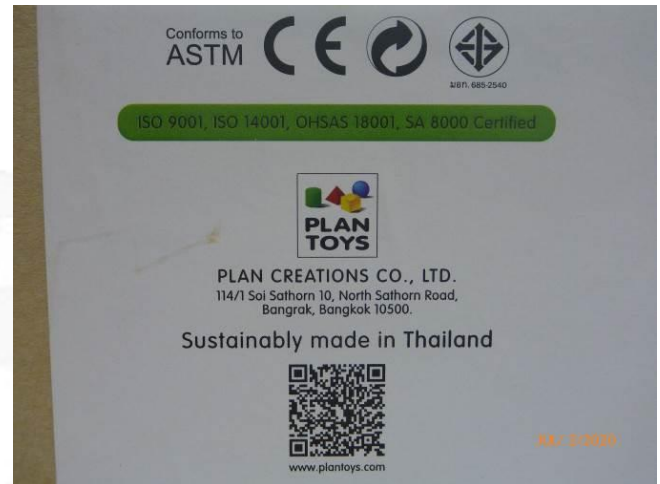 Conforms to
ASTM
CE
มอก. 685-2540
ISO 9001, ISO 14001, OHSAS 18001, SA 8000 Certified
PLAN
TOYS
PLAN CREATIONS CO., LTD.
114/1 Soi Sathorn 10, North Sathorn Road,
Bangrak, Bangkok 10500.
Sustainably made in Thailand
www.plantoys.com